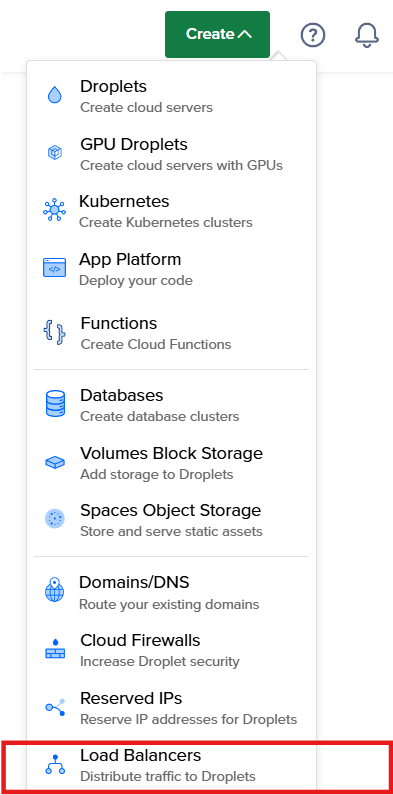 Create
Droplets
Create cloud servers
GPU Droplets
Create cloud servers with GPUs
Kubernetes
Create Kubernetes clusters
App Platform
Deploy your code
Functions
Create Cloud Functions
Databases
Create database clusters
Volumes Block Storage
Add storage to Droplets
Spaces Object Storage
Store and serve static assets
Domains/DNS
Route your existing domains
Cloud Firewalls
Increase Droplet security
Reserved IPs
Reserve IP addresses for Droplets
Load Balancers
Distribute traffic to Droplets